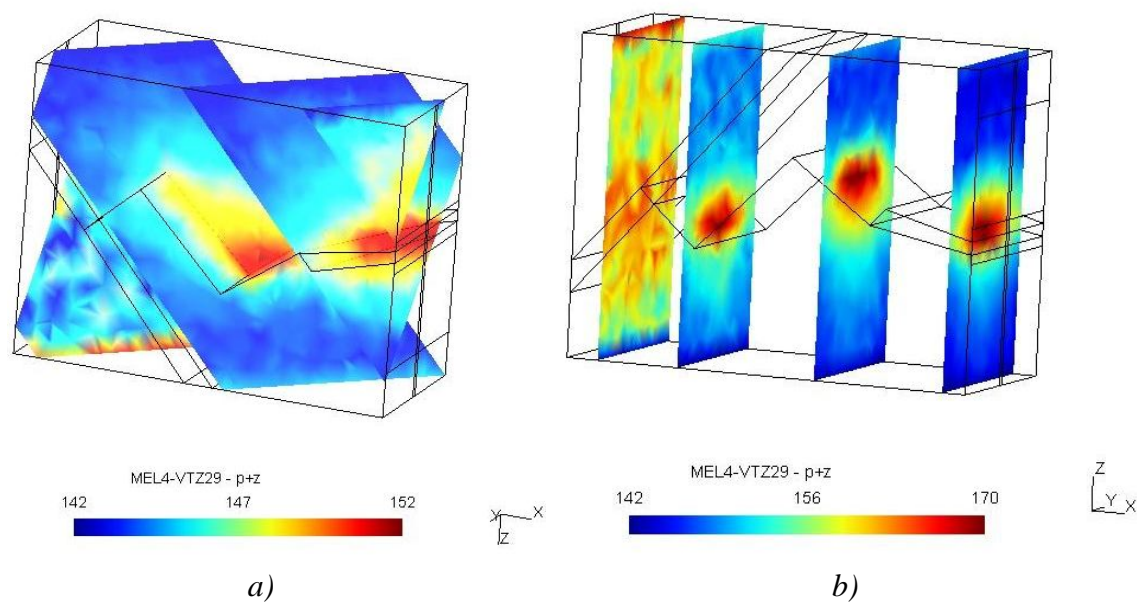 MEL4-VTZ29 - p+z
142 147 152
Y X
Z
a)
MEL4-VTZ29 - p+z
142 156 170
Z
Y X
b)